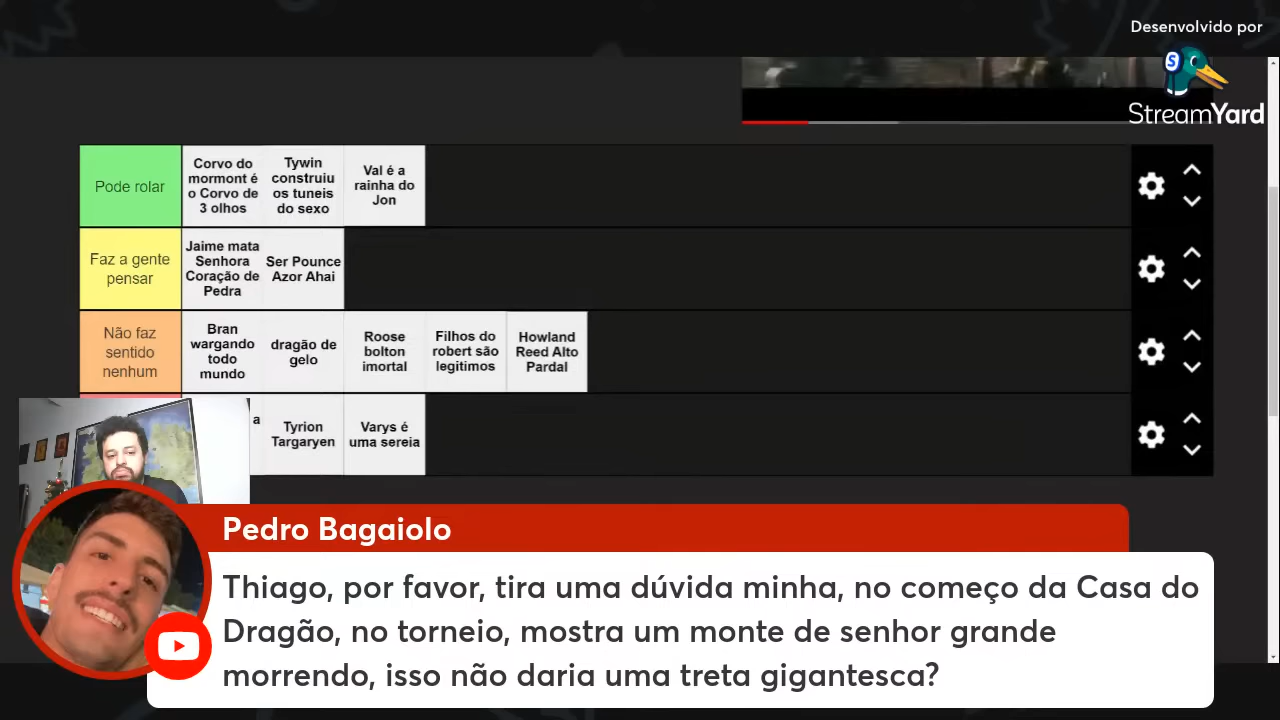 Desenvolvido por
StreamYard
Pode rolar
Corvo do
mormont é
o Corvo de
3 olhos
Tywin
construiu
os tuneis
do sexo
Val é a
rainha do
Jon
Faz a gente
pensar
Jaime mata
Senhora
Coração de
Pedra
Ser Pounce
Azor Ahai
Não faz
sentido
nenhum
Bran
wargando
todo
mundo
dragão de
gelo
Roose
bolton
imortal
Filhos do
robert são
legitimos
Howland
Reed Alto
Pardal
a
Tyrion
Targaryen
Varys é
uma sereia
Pedro Bagaiolo
Thiago, por favor, tira uma dúvida minha, no começo da Casa do
Dragão, no torneio, mostra um monte de senhor grande
morrendo, isso não daria uma treta gigantesca?